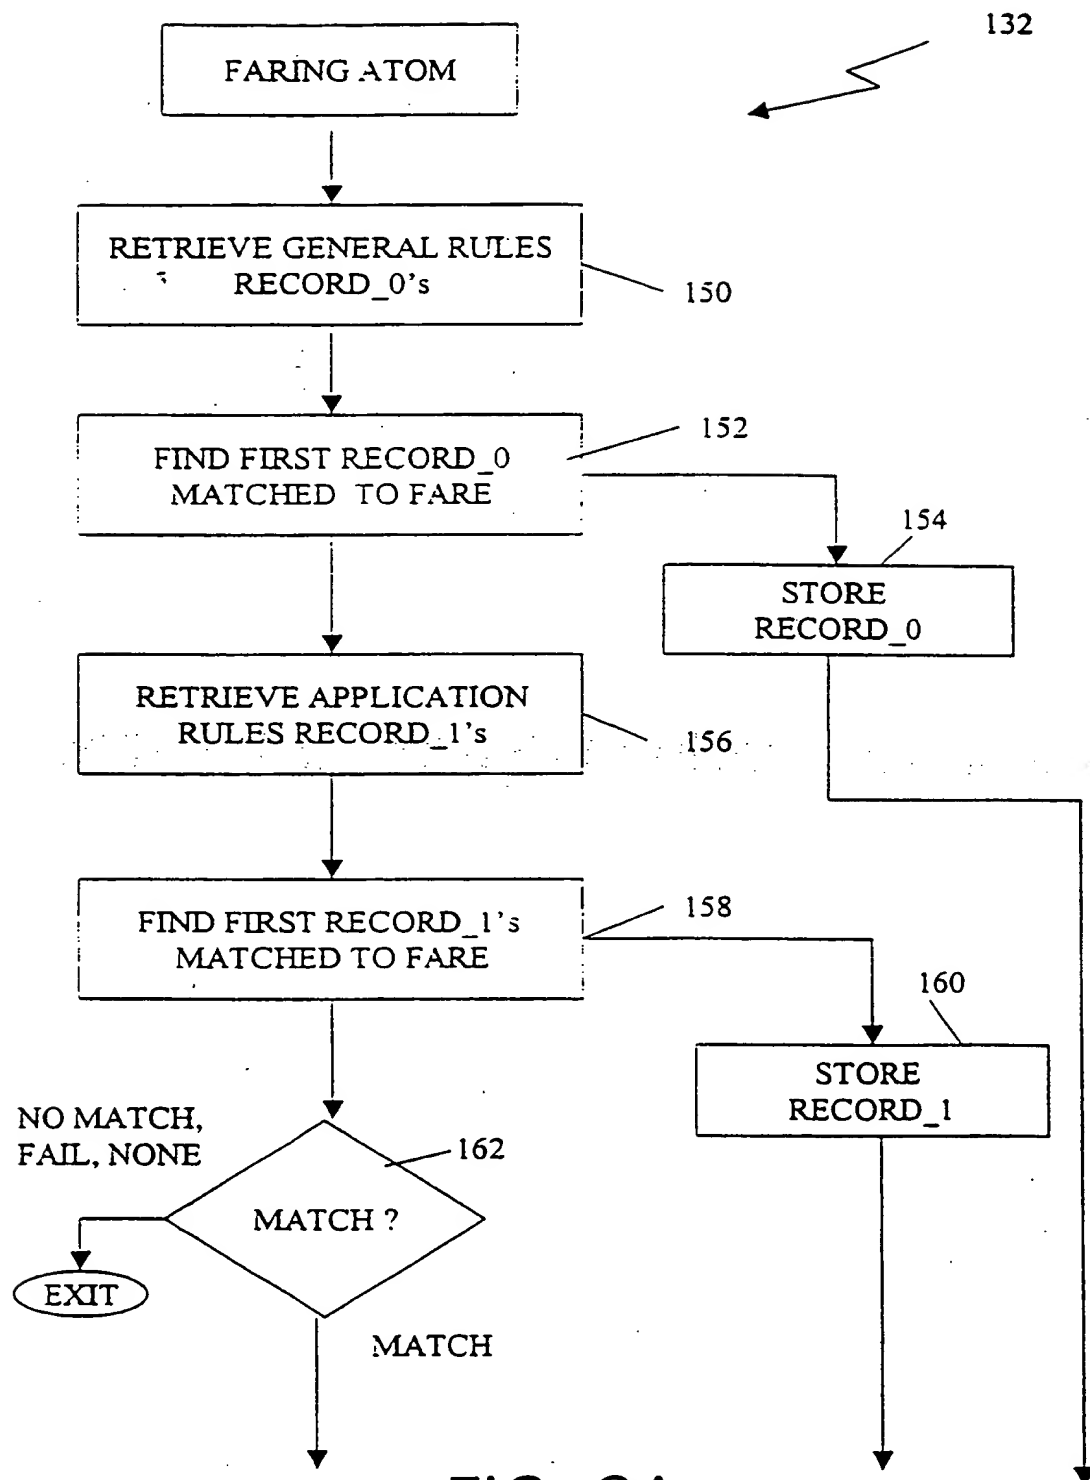 132
FARING ATOM
RETRIEVE GENERAL RULES
RECORD_0's
150
152
FIND FIRST RECORD_0
MATCHED TO FARE
154
STORE
RECORD_0
RETRIEVE APPLICATION
RULES RECORD_1's
156
158
FIND FIRST RECORD_1's
MATCHED TO FARE
160
STORE
RECORD_1
NO MATCH,
FAIL, NONE
162
MATCH ?
EXIT
MATCH